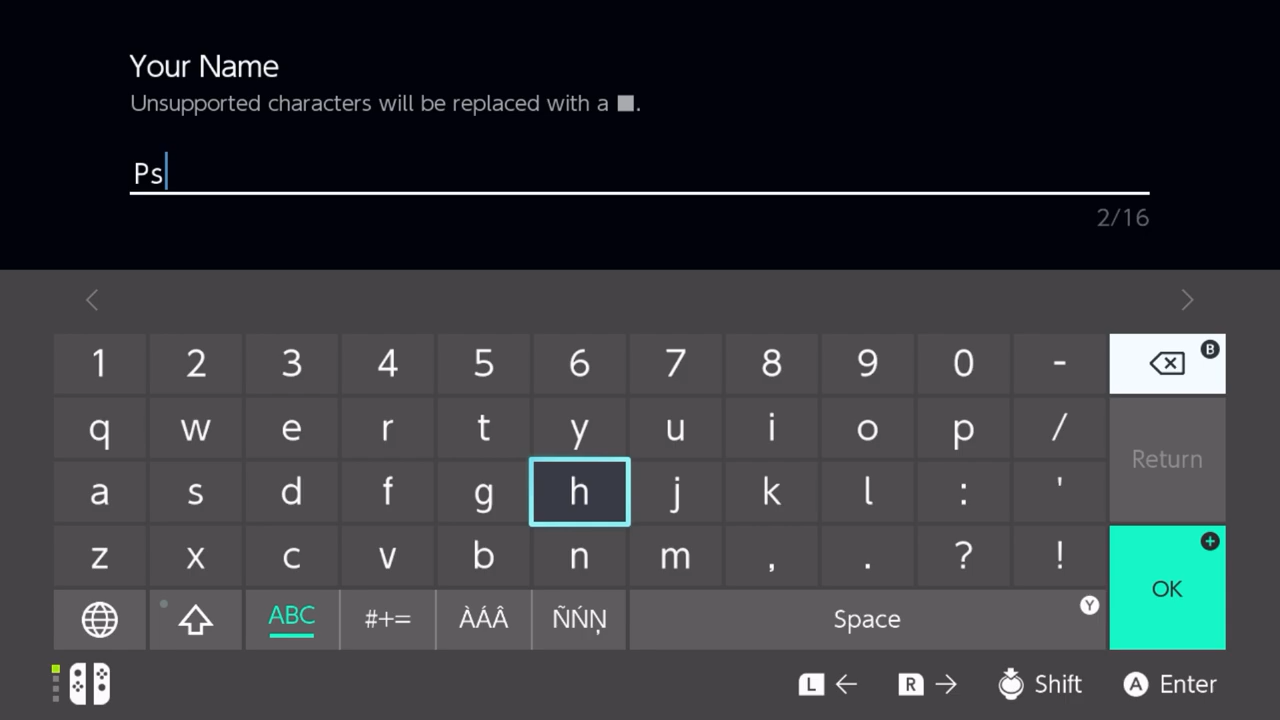 Your Name
Unsupported characters will be replaced with a ■.
Ps
2/16
1 2 3 4 5 6 7 8 9 0 - B
q w e r t y u i o p /
Return
a s d f g h j k l : '
z x c v b n m , . ? ! +
OK
ABC #+= ÀÁÂ ÑŃŅ Space Y
L ← R → Shift A Enter